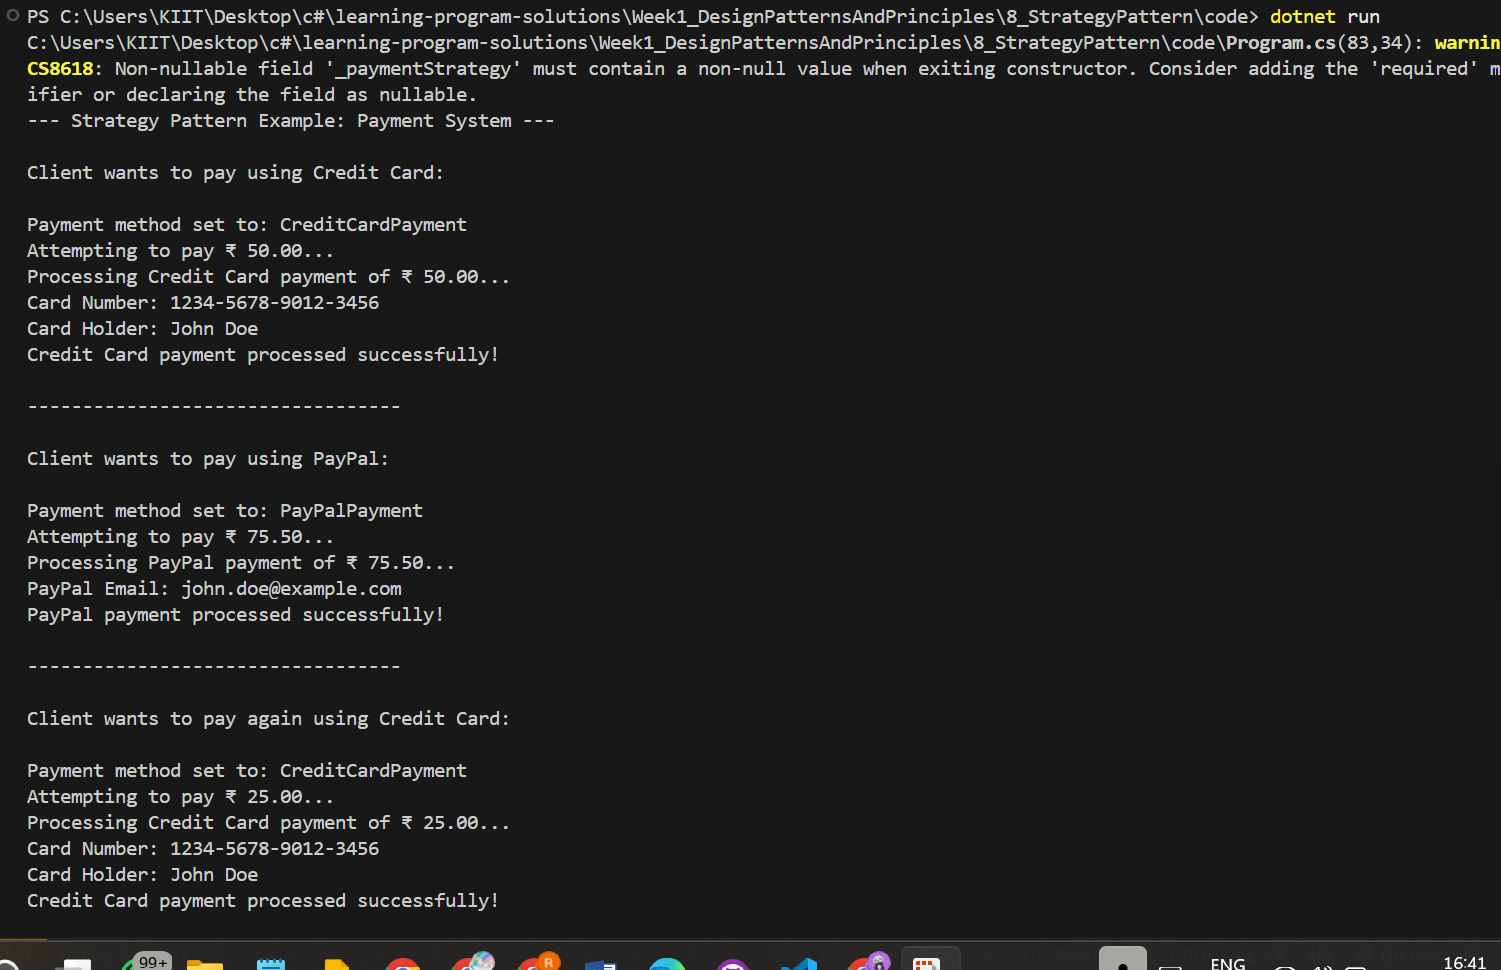 PS C:\Users\KIIT\Desktop\c#\learning-program-solutions\Week1_DesignPatternsAndPrinciples\8_StrategyPattern\code> dotnet run
C:\Users\KIIT\Desktop\c#\learning-program-solutions\Week1_DesignPatternsAndPrinciples\8_StrategyPattern\code\Program.cs(83,34): warnin
CS8618: Non-nullable field '_paymentStrategy' must contain a non-null value when exiting constructor. Consider adding the 'required' m
ifier or declaring the field as nullable.
--- Strategy Pattern Example: Payment System ---
Client wants to pay using Credit Card:
Payment method set to: CreditCardPayment
Attempting to pay ₹ 50.00...
Processing Credit Card payment of ₹ 50.00...
Card Number: 1234-5678-9012-3456
Card Holder: John Doe
Credit Card payment processed successfully!
----------------------------------
Client wants to pay using PayPal:
Payment method set to: PayPalPayment
Attempting to pay ₹ 75.50...
Processing PayPal payment of ₹ 75.50...
PayPal Email: john.doe@example.com
PayPal payment processed successfully!
----------------------------------
Client wants to pay again using Credit Card:
Payment method set to: CreditCardPayment
Attempting to pay ₹ 25.00...
Processing Credit Card payment of ₹ 25.00...
Card Number: 1234-5678-9012-3456
Card Holder: John Doe
Credit Card payment processed successfully!
99+
R
ENG
16:41